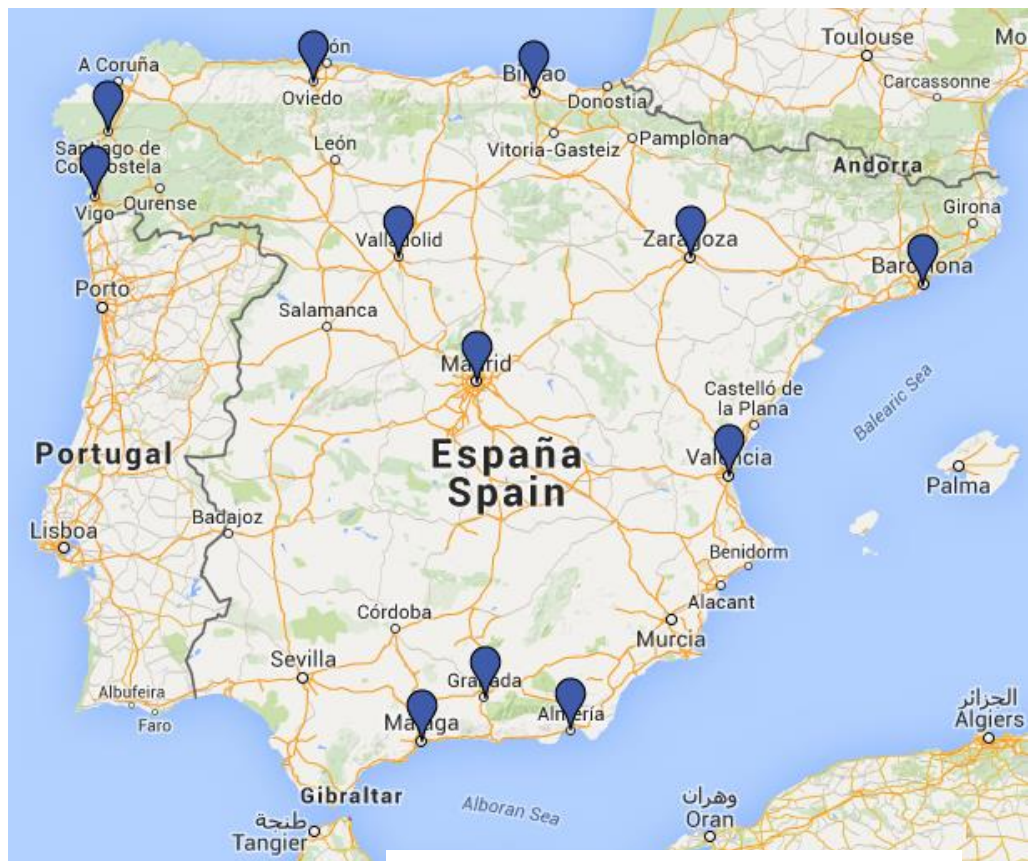 Toulouse
Mo
A Coruña
Bilbao
Carcassonne
Oviedo
Donostia
León
Vitoria-Gasteiz
Pamplona
Santiago de
Compostela
Andorra
Vigo
Ourense
Girona
Valladolid
Zaragoza
Barcelona
Porto
Salamanca
Madrid
Castelló de
la Plana
Balearic Sea
Portugal
España
Spain
Valencia
Palma
Badajoz
Lisboa
Benidorm
Alacant
Córdoba
Murcia
Sevilla
Granada
Albufeira
Faro
Málaga
Almería
الجزائر
Algiers
Gibraltar
Alboran Sea
وهران
Oran
طنجة
Tangier